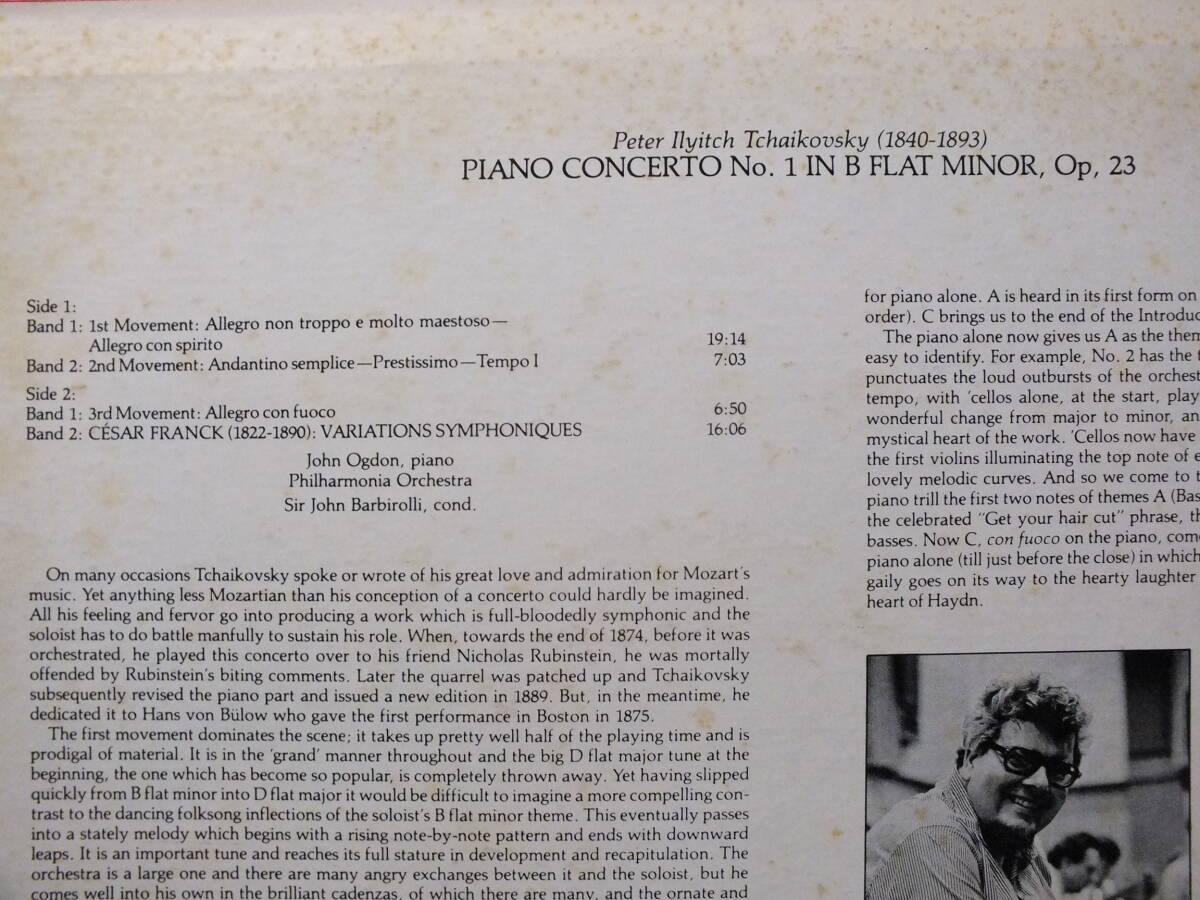 Peter Ilyitch Tchaikovsky (1840-1893)
PIANO CONCERTO No. 1 IN B FLAT MINOR, Op, 23
Side 1:
Band 1: 1st Movement: Allegro non troppo e molto maestoso—
Allegro con spirito 19:14
Band 2: 2nd Movement: Andantino semplice—Prestissimo—Tempo I 7:03
Side 2:
Band 1: 3rd Movement: Allegro con fuoco 6:50
Band 2: CÉSAR FRANCK (1822-1890): VARIATIONS SYMPHONIQUES 16:06
John Ogdon, piano
Philharmonia Orchestra
Sir John Barbirolli, cond.
On many occasions Tchaikovsky spoke or wrote of his great love and admiration for Mozart's
music. Yet anything less Mozartian than his conception of a concerto could hardly be imagined.
All his feeling and fervor go into producing a work which is full-bloodedly symphonic and the
soloist has to do battle manfully to sustain his role. When, towards the end of 1874, before it was
orchestrated, he played this concerto over to his friend Nicholas Rubinstein, he was mortally
offended by Rubinstein's biting comments. Later the quarrel was patched up and Tchaikovsky
subsequently revised the piano part and issued a new edition in 1889. But, in the meantime, he
dedicated it to Hans von Bülow who gave the first performance in Boston in 1875.
The first movement dominates the scene; it takes up pretty well half of the playing time and is
prodigal of material. It is in the 'grand' manner throughout and the big D flat major tune at the
beginning, the one which has become so popular, is completely thrown away. Yet having slipped
quickly from B flat minor into D flat major it would be difficult to imagine a more compelling con-
trast to the dancing folksong inflections of the soloist's B flat minor theme. This eventually passes
into a stately melody which begins with a rising note-by-note pattern and ends with downward
leaps. It is an important tune and reaches its full stature in development and recapitulation. The
orchestra is a large one and there are many angry exchanges between it and the soloist, but he
comes well into his own in the brilliant cadenzas, of which there are many, and the ornate and
for piano alone. A is heard in its first form on
order). C brings us to the end of the Introduc
The piano alone now gives us A as the them
easy to identify. For example, No. 2 has the
punctuates the loud outbursts of the orchest
tempo, with 'cellos alone, at the start, play
wonderful change from major to minor, an
mystical heart of the work. 'Cellos now have
the first violins illuminating the top note of e
lovely melodic curves. And so we come to t
piano trill the first two notes of themes A (Bas
the celebrated "Get your hair cut" phrase, th
basses. Now C, con fuoco on the piano, com
piano alone (till just before the close) in which
gaily goes on its way to the hearty laughter
heart of Haydn.